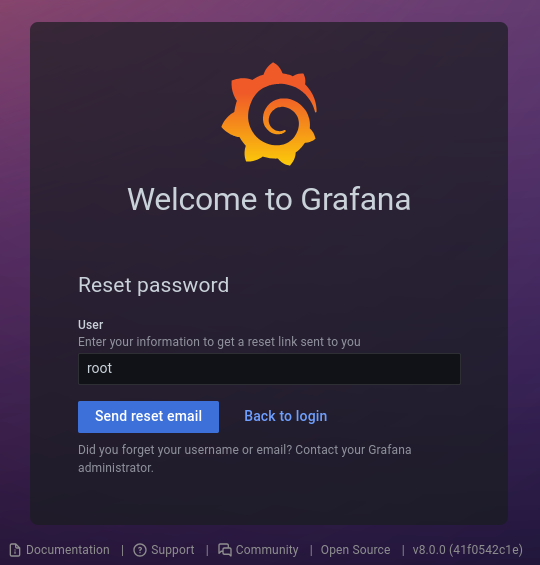 Welcome to Grafana
Reset password
User
Enter your information to get a reset link sent to you
root
Send reset email Back to login
Did you forget your username or email? Contact your Grafana
administrator.
Documentation | Support | Community | Open Source | v8.0.0 (41f0542c1e)